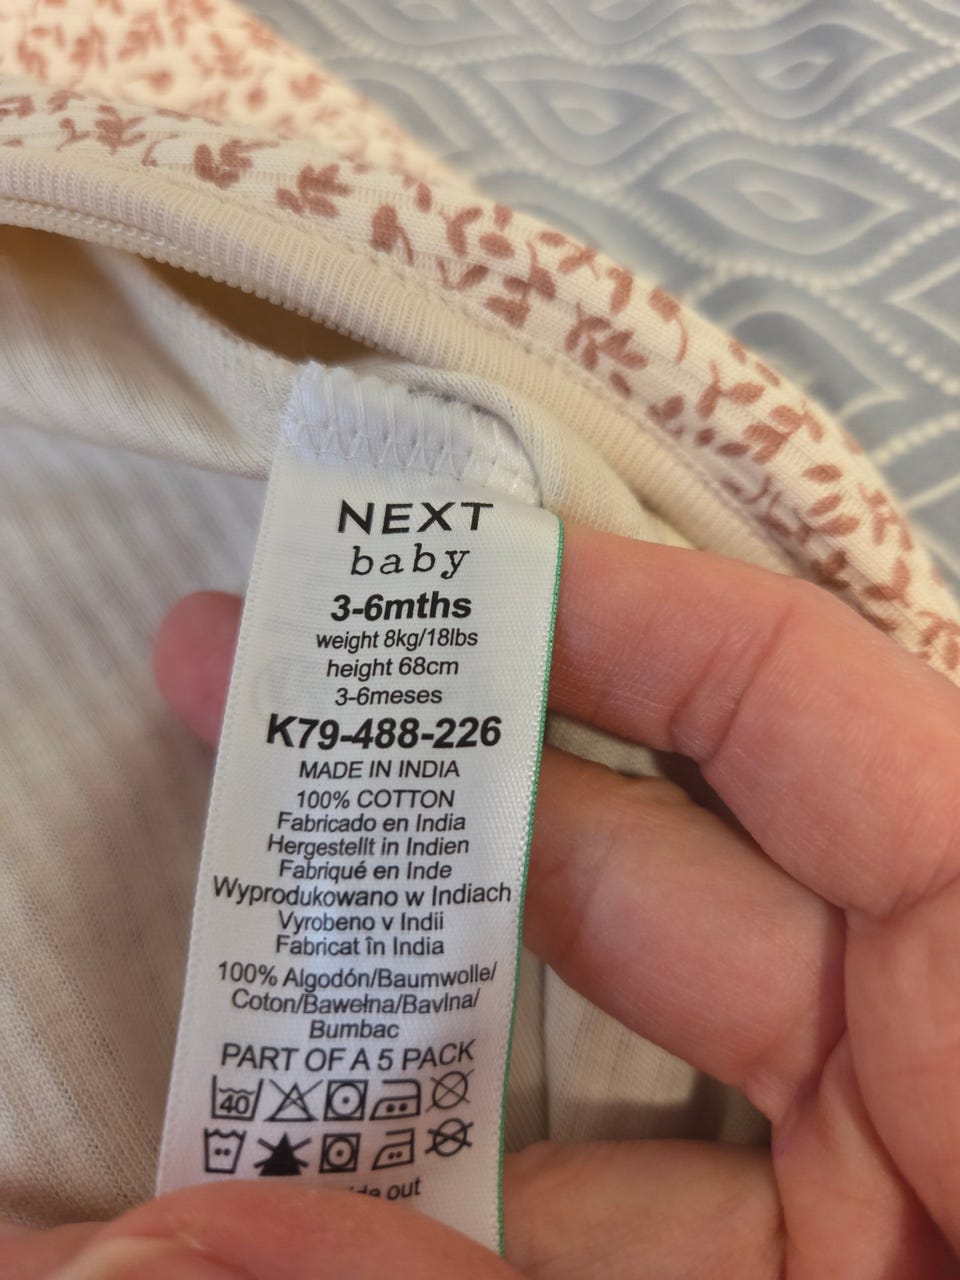 NEXT
baby
3-6mths
weight 8kg/18lbs
height 68cm
3-6meses
K79-488-226
MADE IN INDIA
100% COTTON
Fabricado en India
Hergestellt in Indien
Fabriqué en Inde
Wyprodukowano w Indiach
Vyrobeno v Indii
Fabricat în India
100% Algodón/Baumwolle/
Coton/Bawełna/Bavlna/
Bumbac
PART OF A 5 PACK
40
out